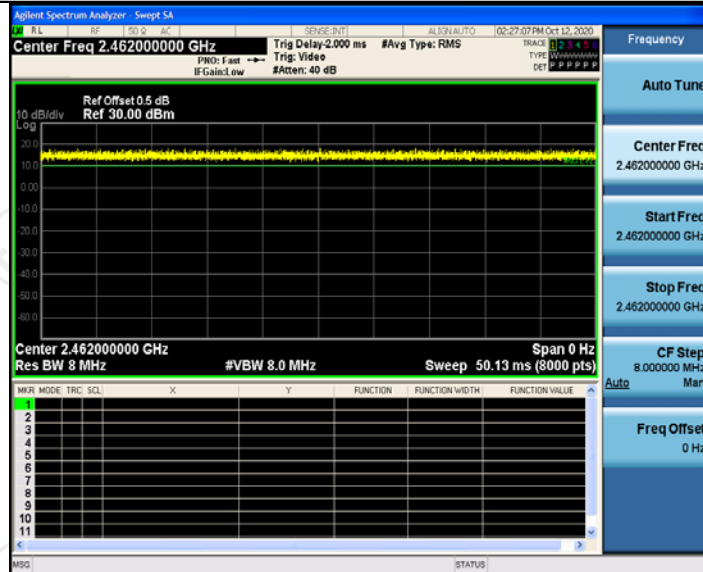 Agilent Spectrum Analyzer - Swept SA
RL RF 50 Ω AC SENSE:INT ALIGN AUTO 02:27:07 PM Oct 12, 2020
Center Freq 2.462000000 GHz
PNO: Fast
IFGain:Low
Trig Delay-2.000 ms
Trig: Video
#Atten: 40 dB
#Avg Type: RMS
TRACE 1 2 3 4 5 6
TYPE
DET P P P P P P
Ref Offset 0.5 dB
10 dB/div Ref 30.00 dBm
Log
20.0
10.0
0.00
-10.0
-20.0
-30.0
-40.0
-50.0
-60.0
Center 2.462000000 GHz Span 0 Hz
Res BW 8 MHz #VBW 8.0 MHz Sweep 50.13 ms (8000 pts)
MKR MODE TRC SCL X Y FUNCTION FUNCTION WIDTH FUNCTION VALUE
1
2
3
4
5
6
7
8
9
10
11
MSG STATUS
Frequency
Auto Tune
Center Freq
2.462000000 GHz
Start Freq
2.462000000 GHz
Stop Freq
2.462000000 GHz
CF Step
8.000000 MHz
Auto Man
Freq Offset
0 Hz